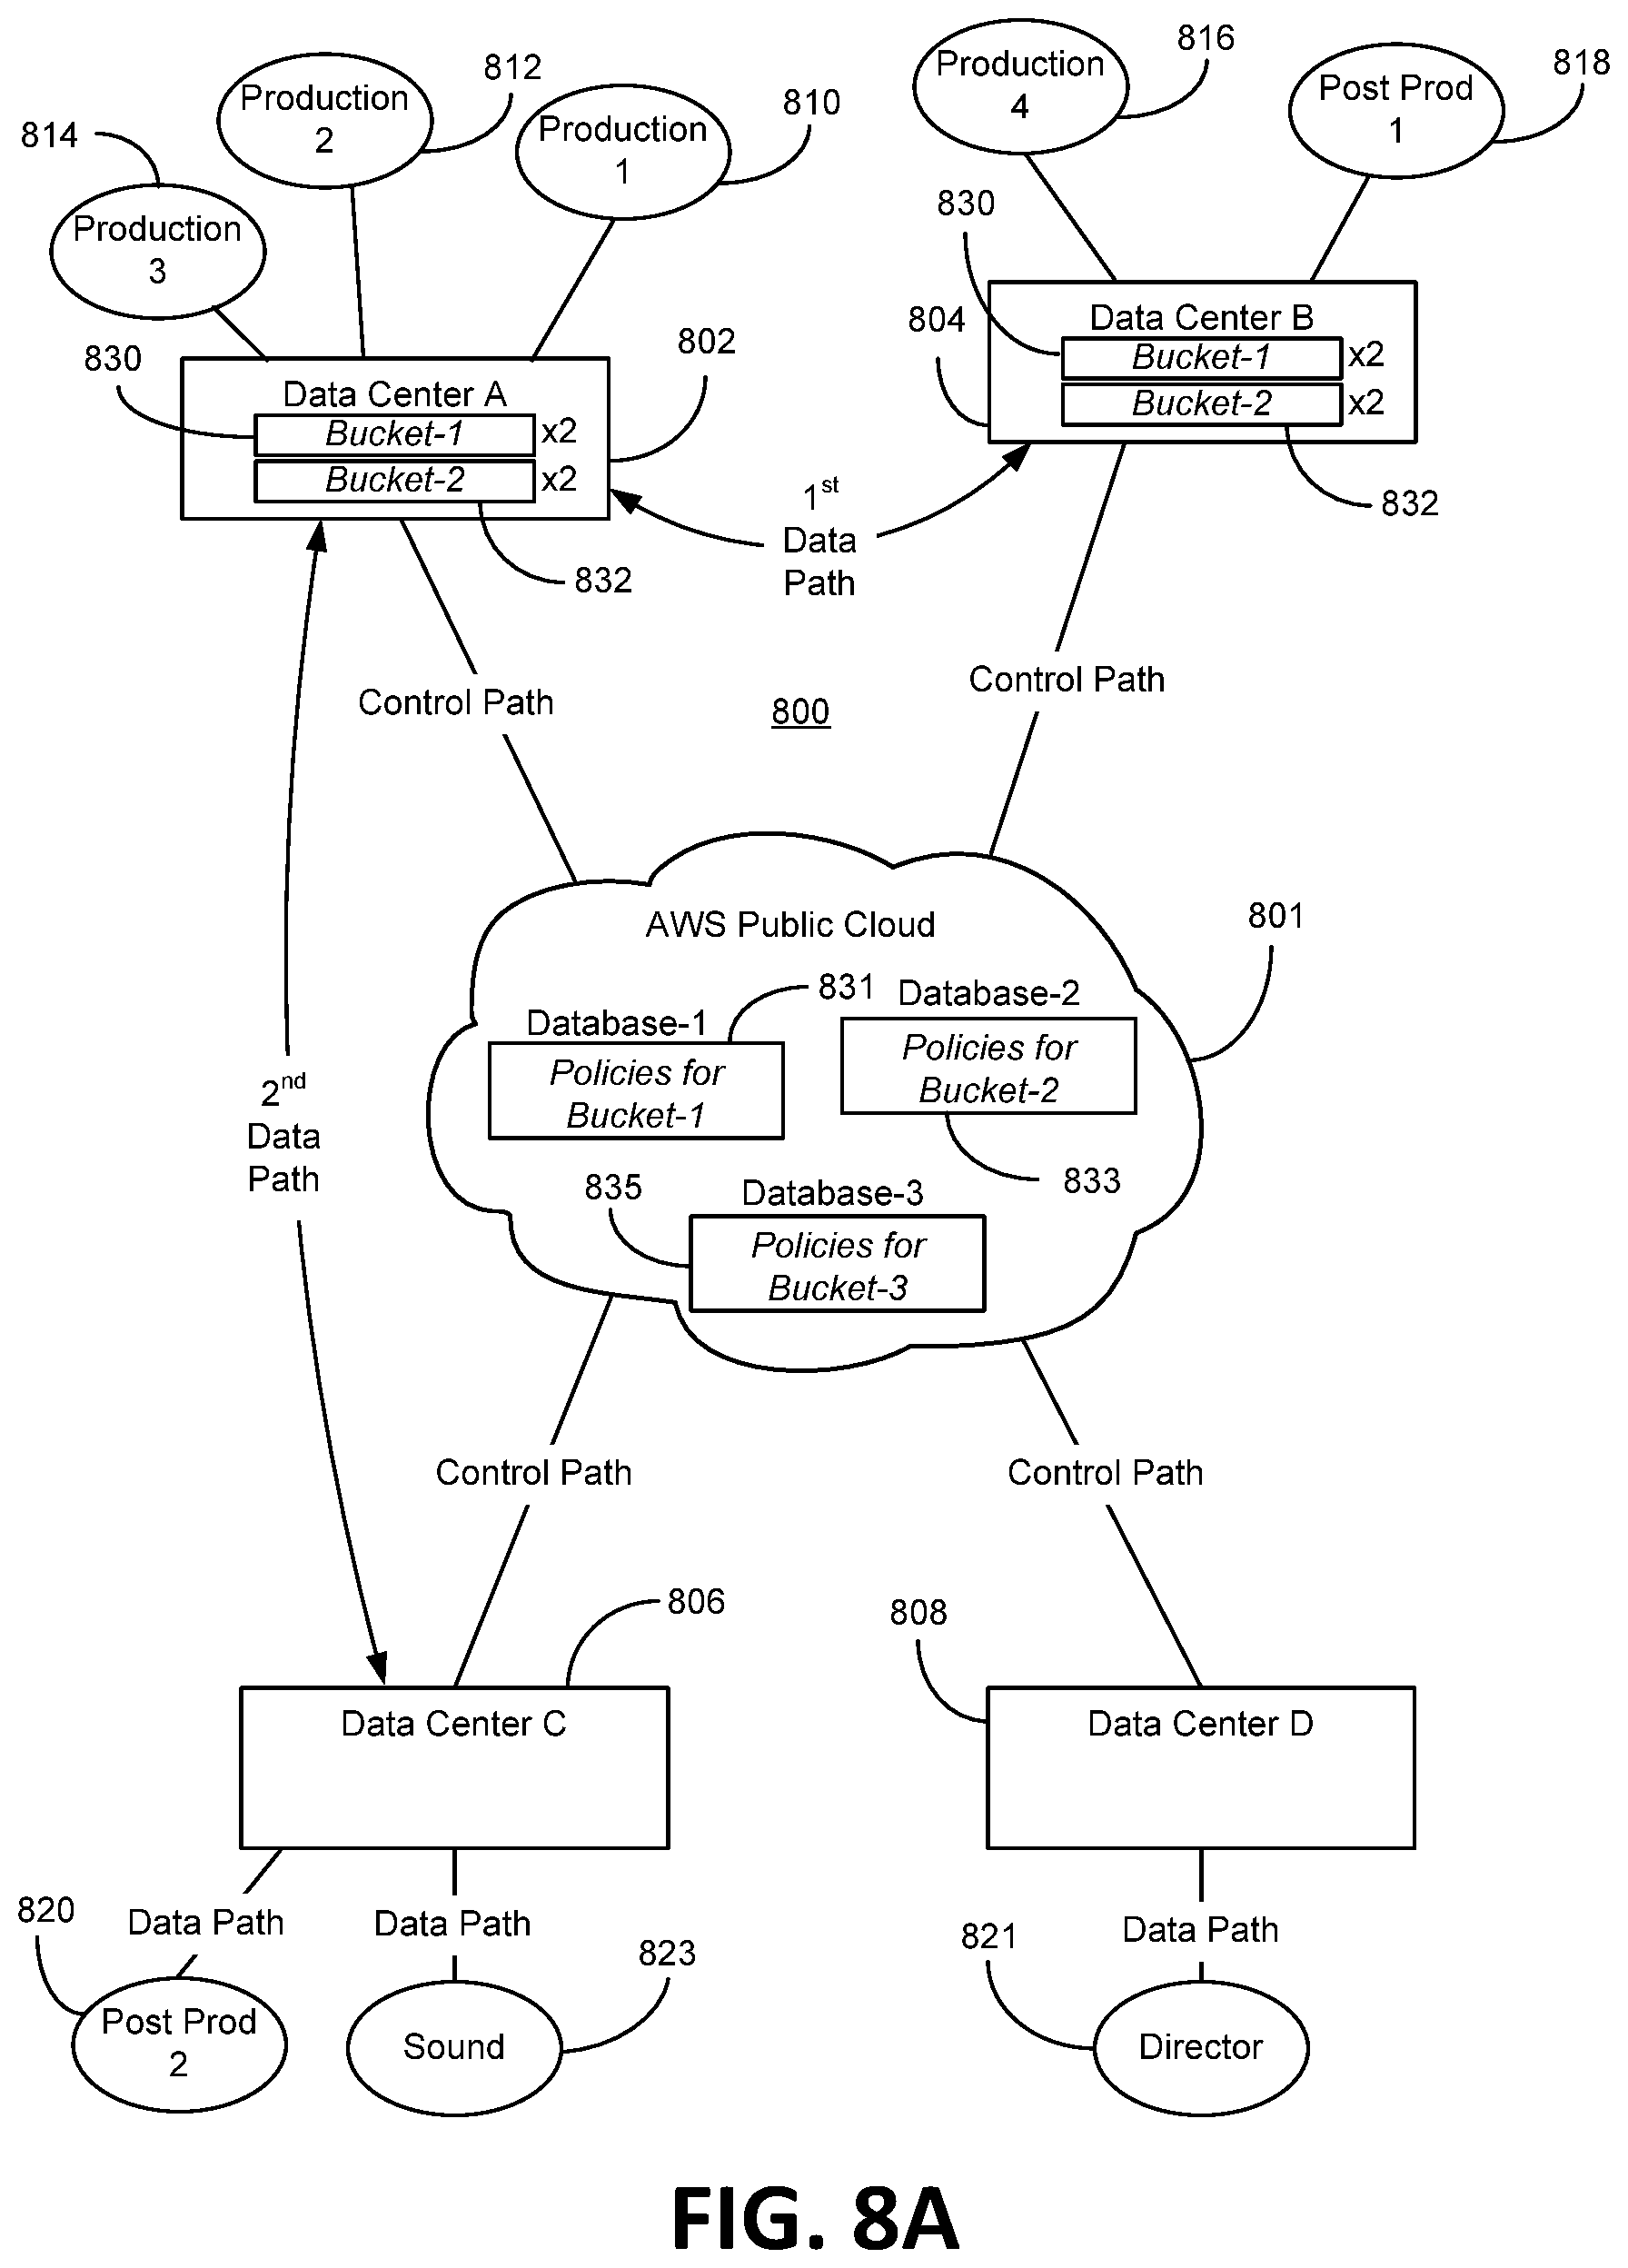 816
Production
4
818
Post Prod
1
812
Production
2
810
Production
1
814
Production
3
830
804
Data Center B
Bucket-1 x2
Bucket-2 x2
832
802
830
Data Center A
Bucket-1 x2
Bucket-2 x2
832
1st
Data
Path
Control Path
Control Path
800
AWS Public Cloud
801
831
Database-1
Policies for
Bucket-1
Database-2
Policies for
Bucket-2
833
835
Database-3
Policies for
Bucket-3
2nd
Data
Path
Control Path
Control Path
806
808
Data Center C
Data Center D
820
Data Path
Data Path
823
821
Data Path
Post Prod
2
Sound
Director
FIG. 8A